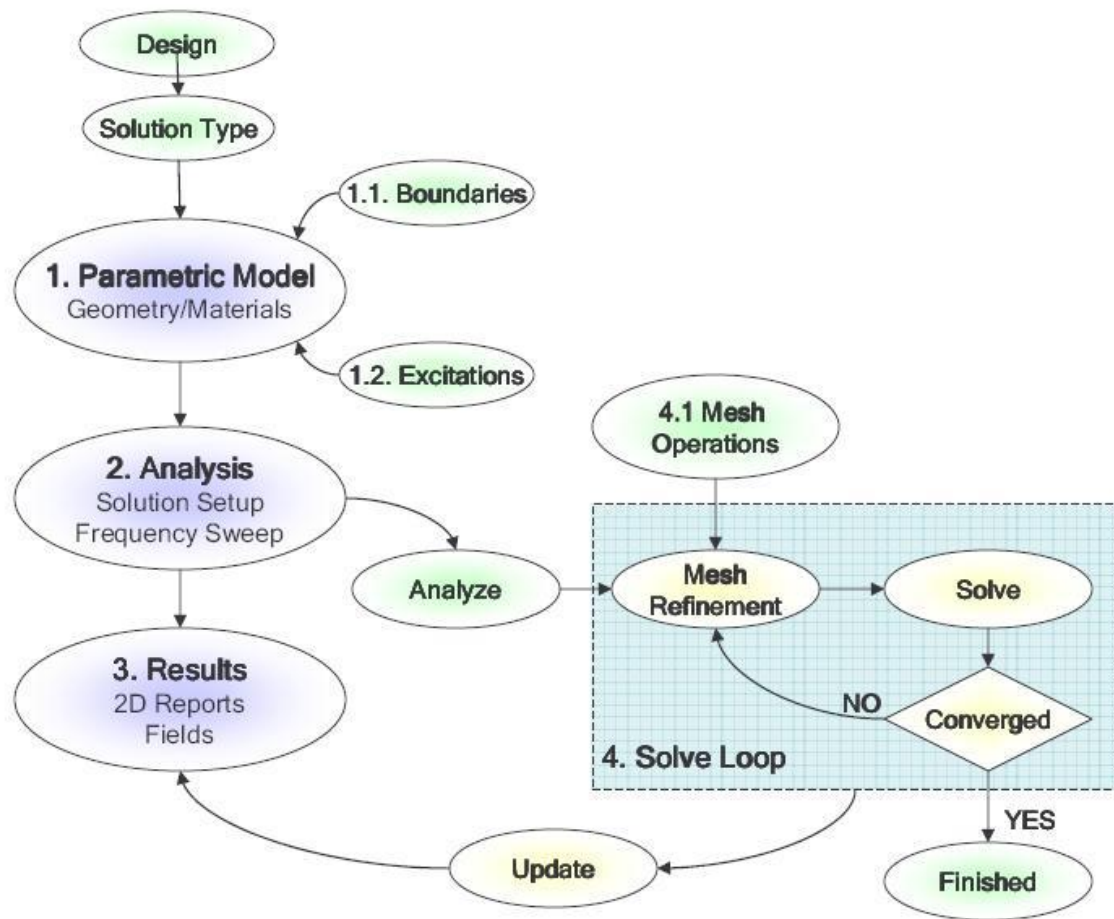 Design
Solution Type
1.1. Boundaries
1. Parametric Model
Geometry/Materials
1.2. Excitations
4.1 Mesh
Operations
2. Analysis
Solution Setup
Frequency Sweep
Analyze
Mesh
Refinement
Solve
3. Results
2D Reports
Fields
NO
Converged
4. Solve Loop
YES
Update
Finished